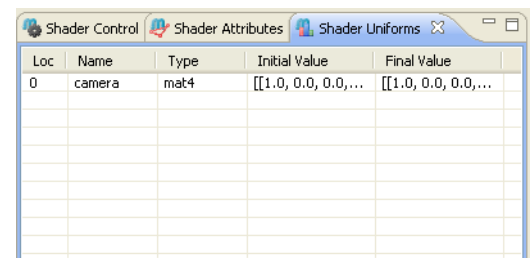 Shader Control Shader Attributes Shader Uniforms
Loc Name Type Initial Value Final Value
0 camera mat4 [[1.0, 0.0, 0.0,... [[1.0, 0.0, 0.0,...